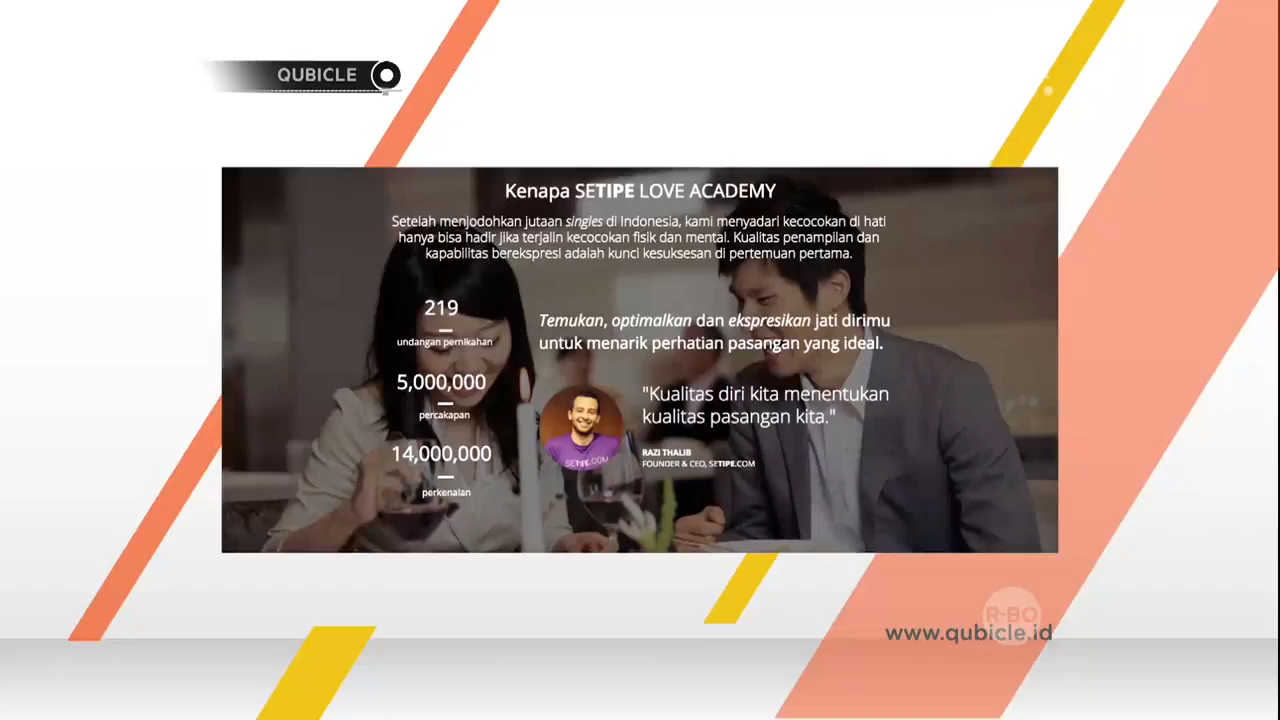 QUBICLE
Kenapa SETIPE LOVE ACADEMY
Setelah menjodohkan jutaan singles di Indonesia, kami menyadari kecocokan di hati
hanya bisa hadir jika terjalin kecocokan fisik dan mental. Kualitas penampilan dan
kapabilitas berekspresi adalah kunci kesuksesan di pertemuan pertama.
219
undangan pernikahan
5,000,000
percakapan
14,000,000
perkenalan
Temukan, optimalkan dan ekspresikan jati dirimu
untuk menarik perhatian pasangan yang ideal.
"Kualitas diri kita menentukan
kualitas pasangan kita."
RAZI THALIB
FOUNDER & CEO, SETIPE.COM
SETIPE.COM
R-BO
www.qubicle.id